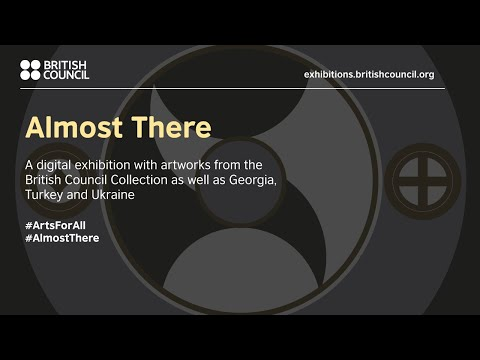 BRITISH
COUNCIL
exhibitions.britishcouncil.org
Almost There
A digital exhibition with artworks from the
British Council Collection as well as Georgia,
Turkey and Ukraine
#ArtsForAll
#AlmostThere